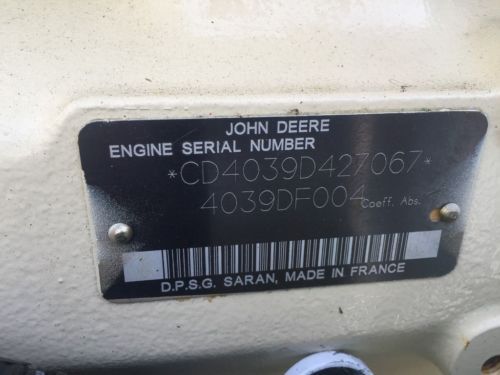 JOHN DEERE
ENGINE SERIAL NUMBER
*CD4039D427067*
4039DF004 Coeff. Abs.
D.P.S.G. SARAN, MADE IN FRANCE